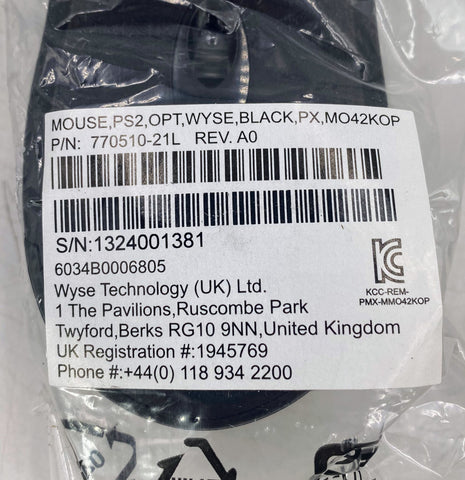 MOUSE,PS2,OPT,WYSE,BLACK,PX,MO42KOP
P/N: 770510-21L REV. A0
S/N:1324001381
6034B0006805
KCC-REM-
PMX-MMO42KOP
Wyse Technology (UK) Ltd.
1 The Pavilions,Ruscombe Park
Twyford,Berks RG10 9NN,United Kingdom
UK Registration #:1945769
Phone #:+44(0) 118 934 2200